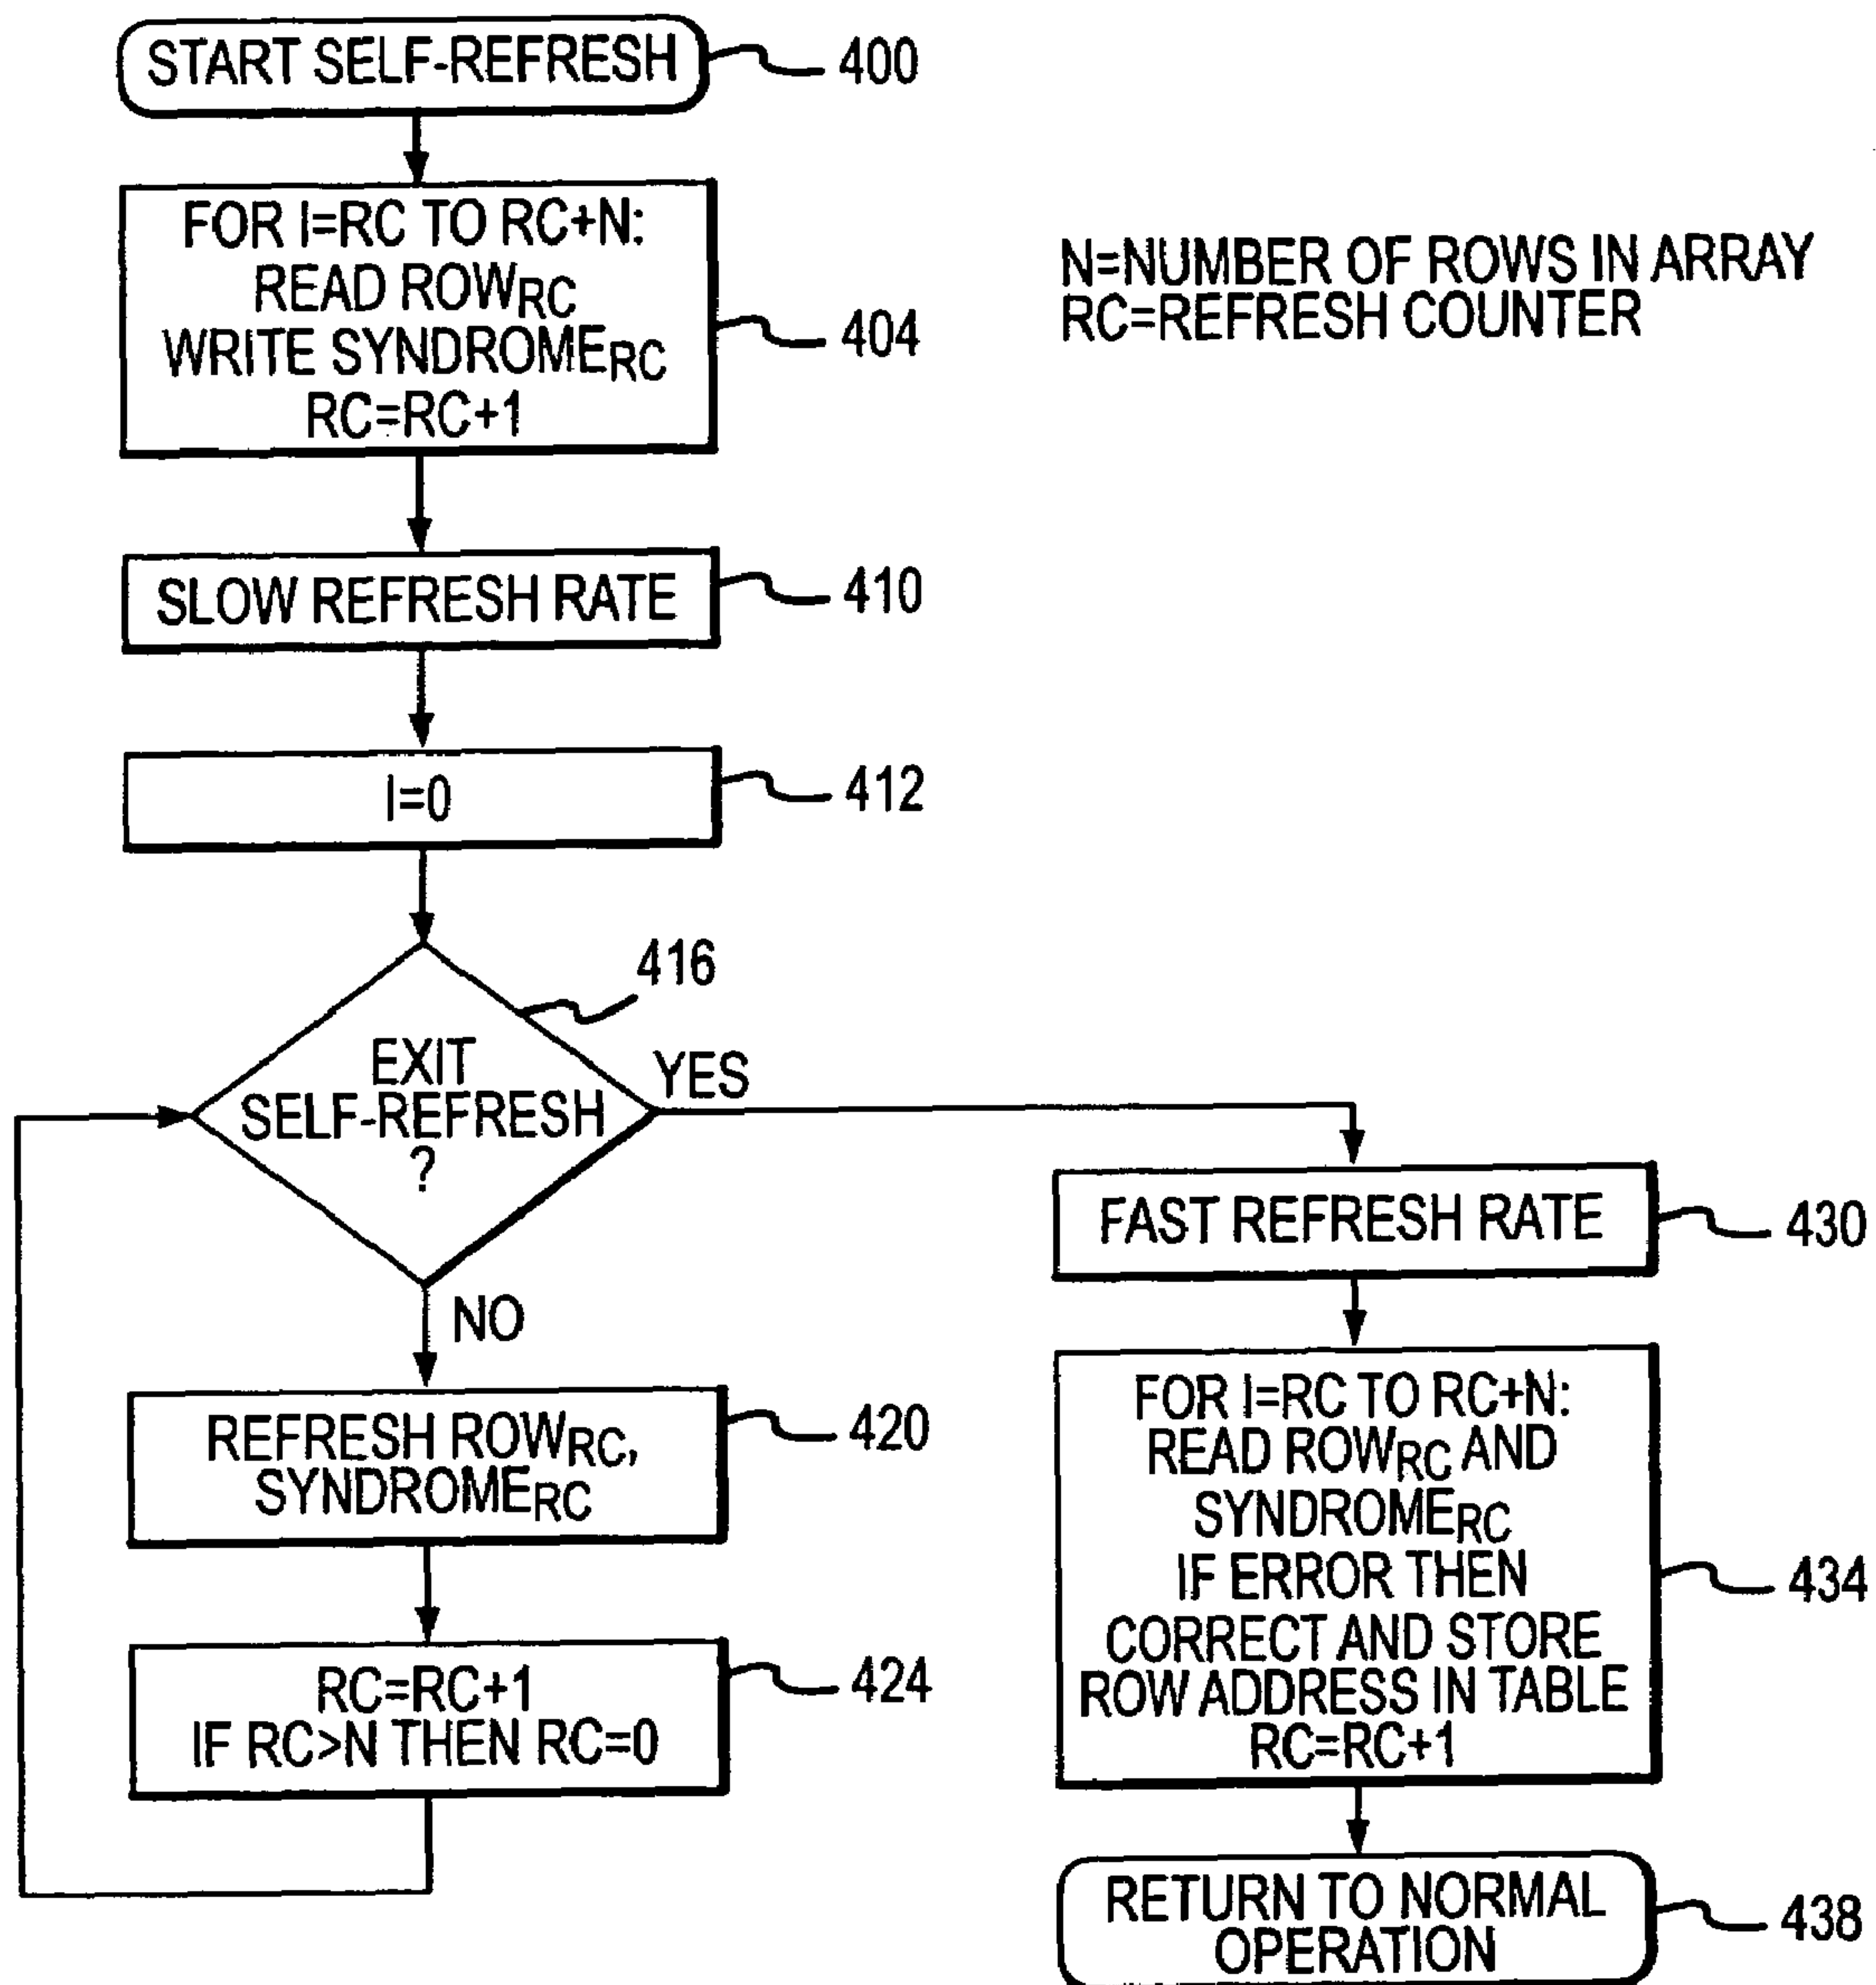 START SELF-REFRESH
400
FOR I=RC TO RC+N:
READ ROWRC
WRITE SYNDROMERC
RC=RC+1
404
N=NUMBER OF ROWS IN ARRAY
RC=REFRESH COUNTER
SLOW REFRESH RATE
410
I=0
412
416
EXIT
SELF-REFRESH
?
YES
NO
REFRESH ROWRC,
SYNDROMERC
420
RC=RC+1
IF RC>N THEN RC=0
424
FAST REFRESH RATE
430
FOR I=RC TO RC+N:
READ ROWRC AND
SYNDROMERC
IF ERROR THEN
CORRECT AND STORE
ROW ADDRESS IN TABLE
RC=RC+1
434
RETURN TO NORMAL
OPERATION
438